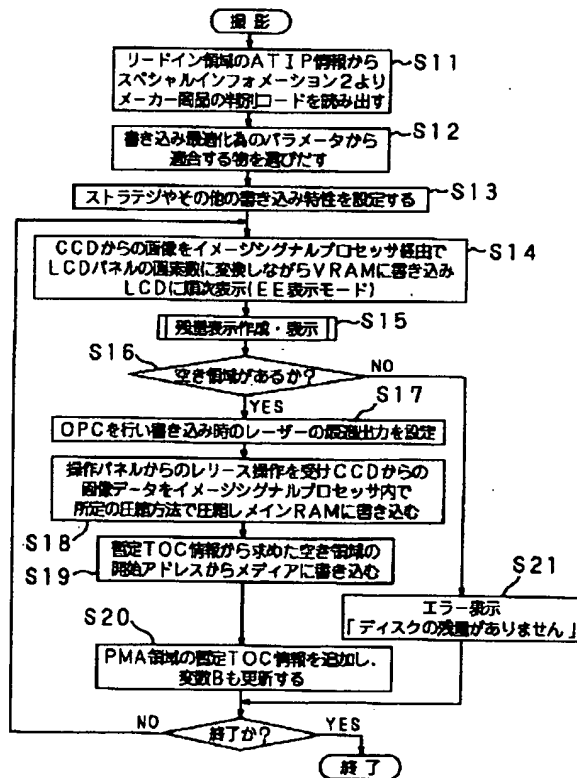 撮影
リードイン領域のATIP情報から
スペシャルインフォメーション2より
メーカー商品の判別コードを読み出す
S11
書き込み最適化為のパラメータから
適合する物を選びだす
S12
ストラテジやその他の書き込み特性を設定する
S13
CCDからの画像をイメージシグナルプロセッサ経由で
LCDパネルの画素数に変換しながらVRAMに書き込み
LCDに順次表示(EE表示モード)
S14
残量表示作成・表示
S15
S16
空き領域があるか?
NO
YES
S17
OPCを行い書き込み時のレーザーの最適出力を設定
操作パネルからのレリース操作を受けCCDからの
画像データをイメージシグナルプロセッサ内で
所定の圧縮方法で圧縮しメインRAMに書き込む
S18
暫定TOC情報から求めた空き領域の
開始アドレスからメディアに書き込む
S19
S21
エラー表示
「ディスクの残量がありません」
S20
PMA領域の暫定TOC情報を追加し、
変数Bも更新する
NO
終了か?
YES
終了